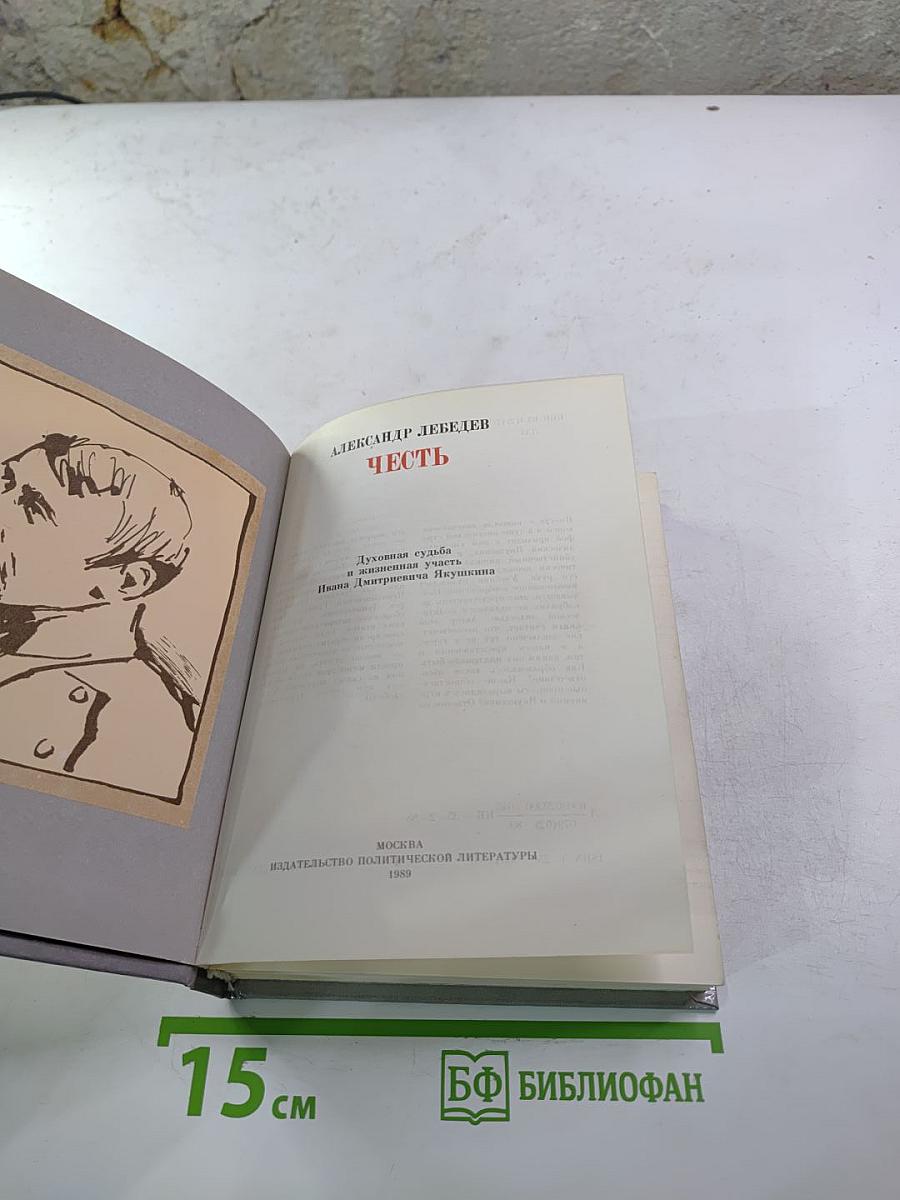 АЛЕКСАНДР ЛЕБЕДЕВ
ЧЕСТЬ
Духовная судьба
и жизненная участь
Ивана Дмитриевича Якушкина
МОСКВА
ИЗДАТЕЛЬСТВО ПОЛИТИЧЕСКОЙ ЛИТЕРАТУРЫ
1989
15 см
БФ БИБЛИОФАН